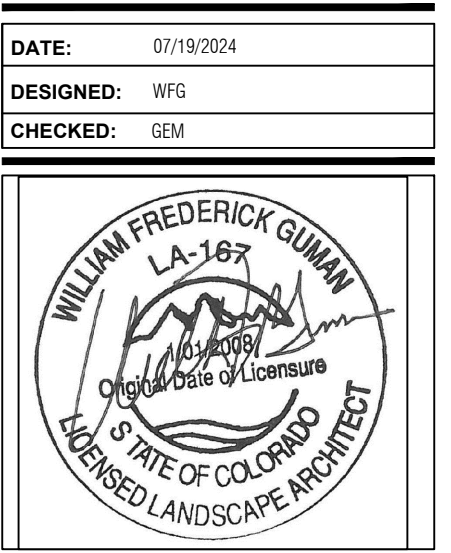 DATE: 07/19/2024
DESIGNED: WFG
CHECKED: GEM
WILLIAM FREDERICK GUMAN
LA-167
1/01/2008
Original Date of Licensure
STATE OF COLORADO
LICENSED LANDSCAPE ARCHITECT